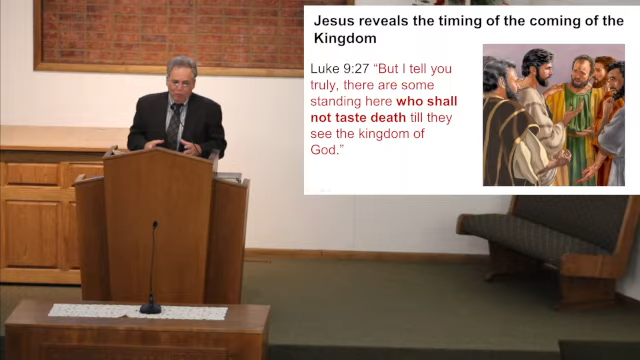 Jesus reveals the timing of the coming of the
Kingdom
Luke 9:27 “But I tell you
truly, there are some
standing here who shall
not taste death till they
see the kingdom of
God.”